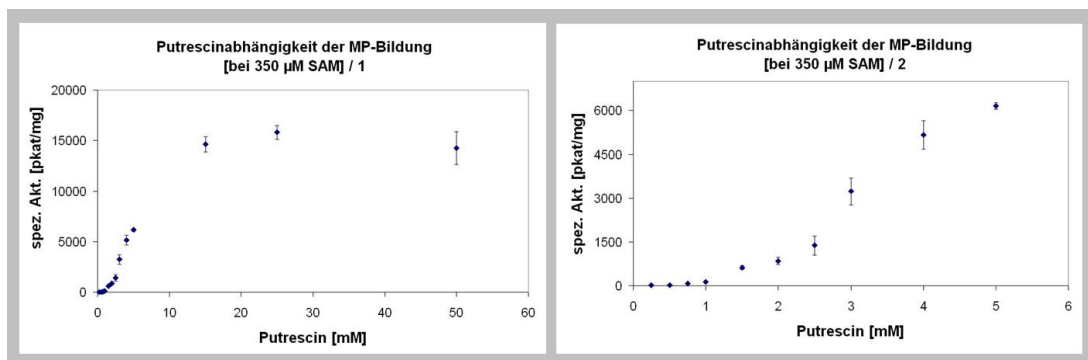 Putrescinabhängigkeit der MP-Bildung
[bei 350 µM SAM] / 1
20000
15000
10000
5000
0
0 10 20 30 40 50 60
spez. Akt. [pkat/mg]
Putrescin [mM]
Putrescinabhängigkeit der MP-Bildung
[bei 350 µM SAM] / 2
6000
4500
3000
1500
0
0 1 2 3 4 5 6
spez. Akt. [pkat/mg]
Putrescin [mM]